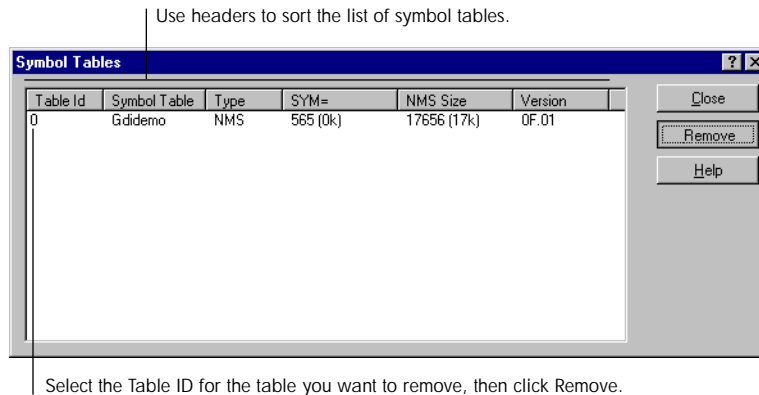 Use headers to sort the list of symbol tables.
Symbol Tables
Table Id Symbol Table Type SYM= NMS Size Version
0 Gdidemo NMS 565 (0k) 17656 (17k) 0F.01
Close
Remove
Help
Select the Table ID for the table you want to remove, then click Remove.